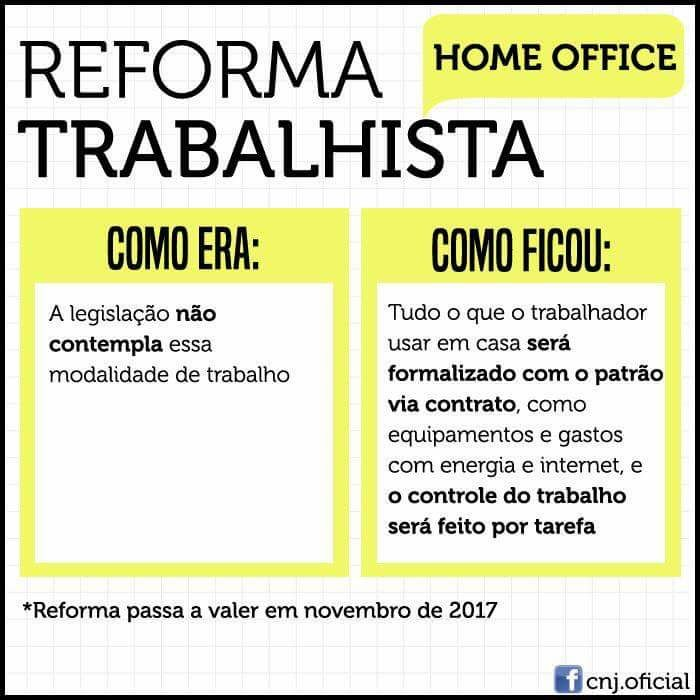 REFORMA
TRABALHISTA
HOME OFFICE
COMO ERA:
A legislação não
contempla essa
modalidade de trabalho
COMO FICOU:
Tudo o que o trabalhador
usar em casa será
formalizado com o patrão
via contrato, como
equipamentos e gastos
com energia e internet, e
o controle do trabalho
será feito por tarefa
*Reforma passa a valer em novembro de 2017
f cnj.oficial